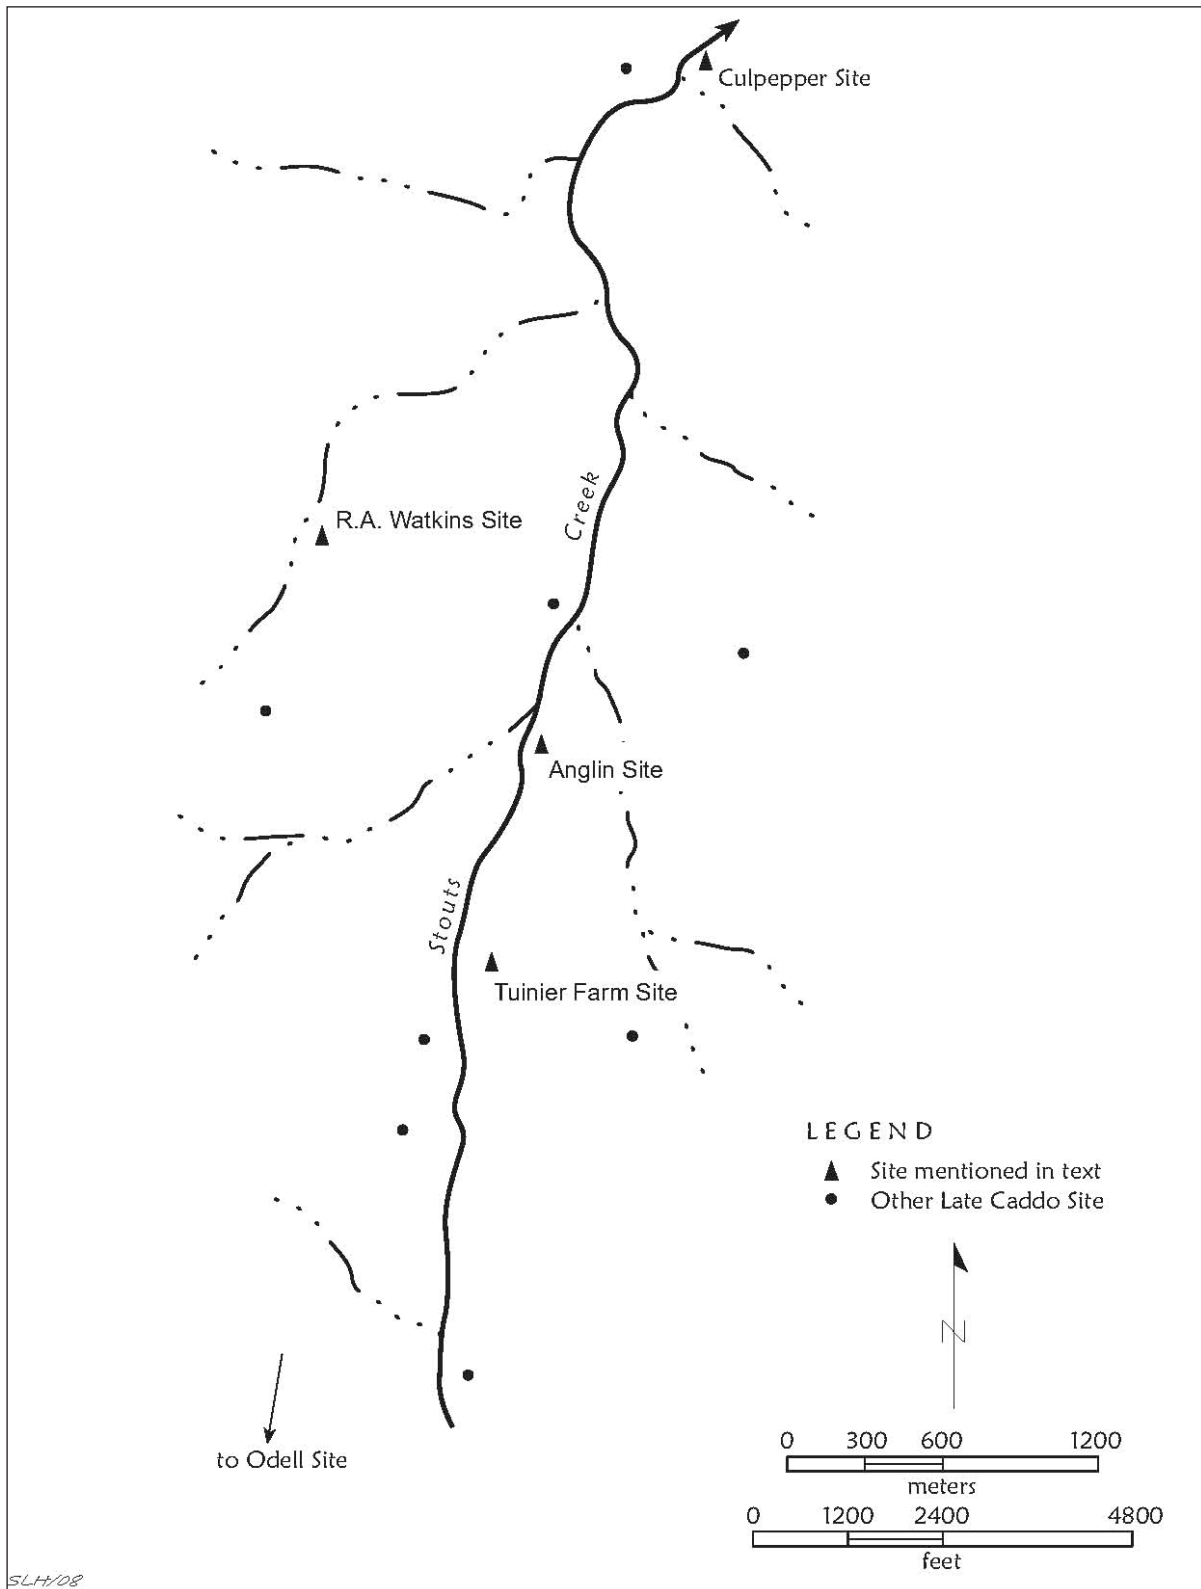 Culpepper Site
R.A. Watkins Site
Creek
Anglin Site
Stouts
Tuinier Farm Site
LEGEND
Site mentioned in text
Other Late Caddo Site
N
to Odell Site
0 300 600 1200
meters
0 1200 2400 4800
feet
SLH/08